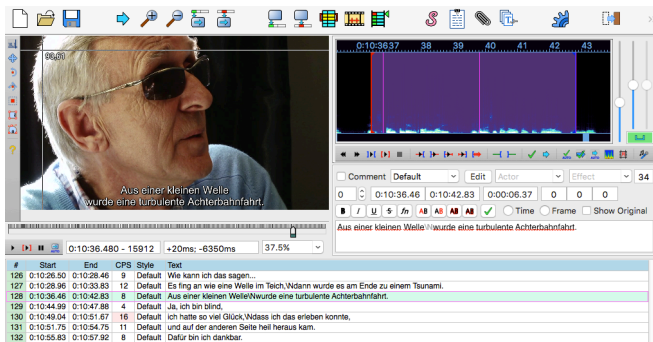 0:10:3637 38 39 40 41 42 43
93,61
Aus einer kleinen Welle
wurde eine turbulente Achterbahnfahrt.
Comment Default Edit Actor Effect 34
0 0:10:36.46 0:10:42.83 0:00:06.37 0 0 0
B I U S fn AB AB AB AB Time Frame Show Original
Aus einer kleinen Welle\Nwurde eine turbulente Achterbahnfahrt.
0:10:36.480 - 15912 +20ms; -6350ms 37.5%
# Start End CPS Style Text
126 0:10:26.50 0:10:28.46 9 Default Wie kann ich das sagen...
127 0:10:28.96 0:10:33.83 12 Default Es fing an wie eine Welle im Teich,\Ndann wurde es am Ende zu einem Tsunami.
128 0:10:36.46 0:10:42.83 8 Default Aus einer kleinen Welle\Nwurde eine turbulente Achterbahnfahrt.
129 0:10:44.99 0:10:47.88 4 Default Ja, ich bin blind,
130 0:10:49.04 0:10:51.67 16 Default ich hatte so viel Glück,\Ndass ich das erleben konnte,
131 0:10:51.75 0:10:54.75 11 Default und auf der anderen Seite heil heraus kam.
132 0:10:55.83 0:10:57.92 8 Default Dafür bin ich dankbar.